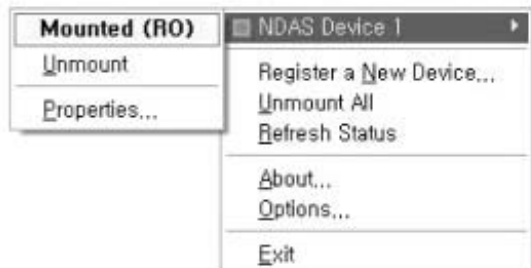 Mounted (RO)
Unmount
Properties...
NDAS Device 1
Register a New Device...
Unmount All
Refresh Status
About...
Options...
Exit